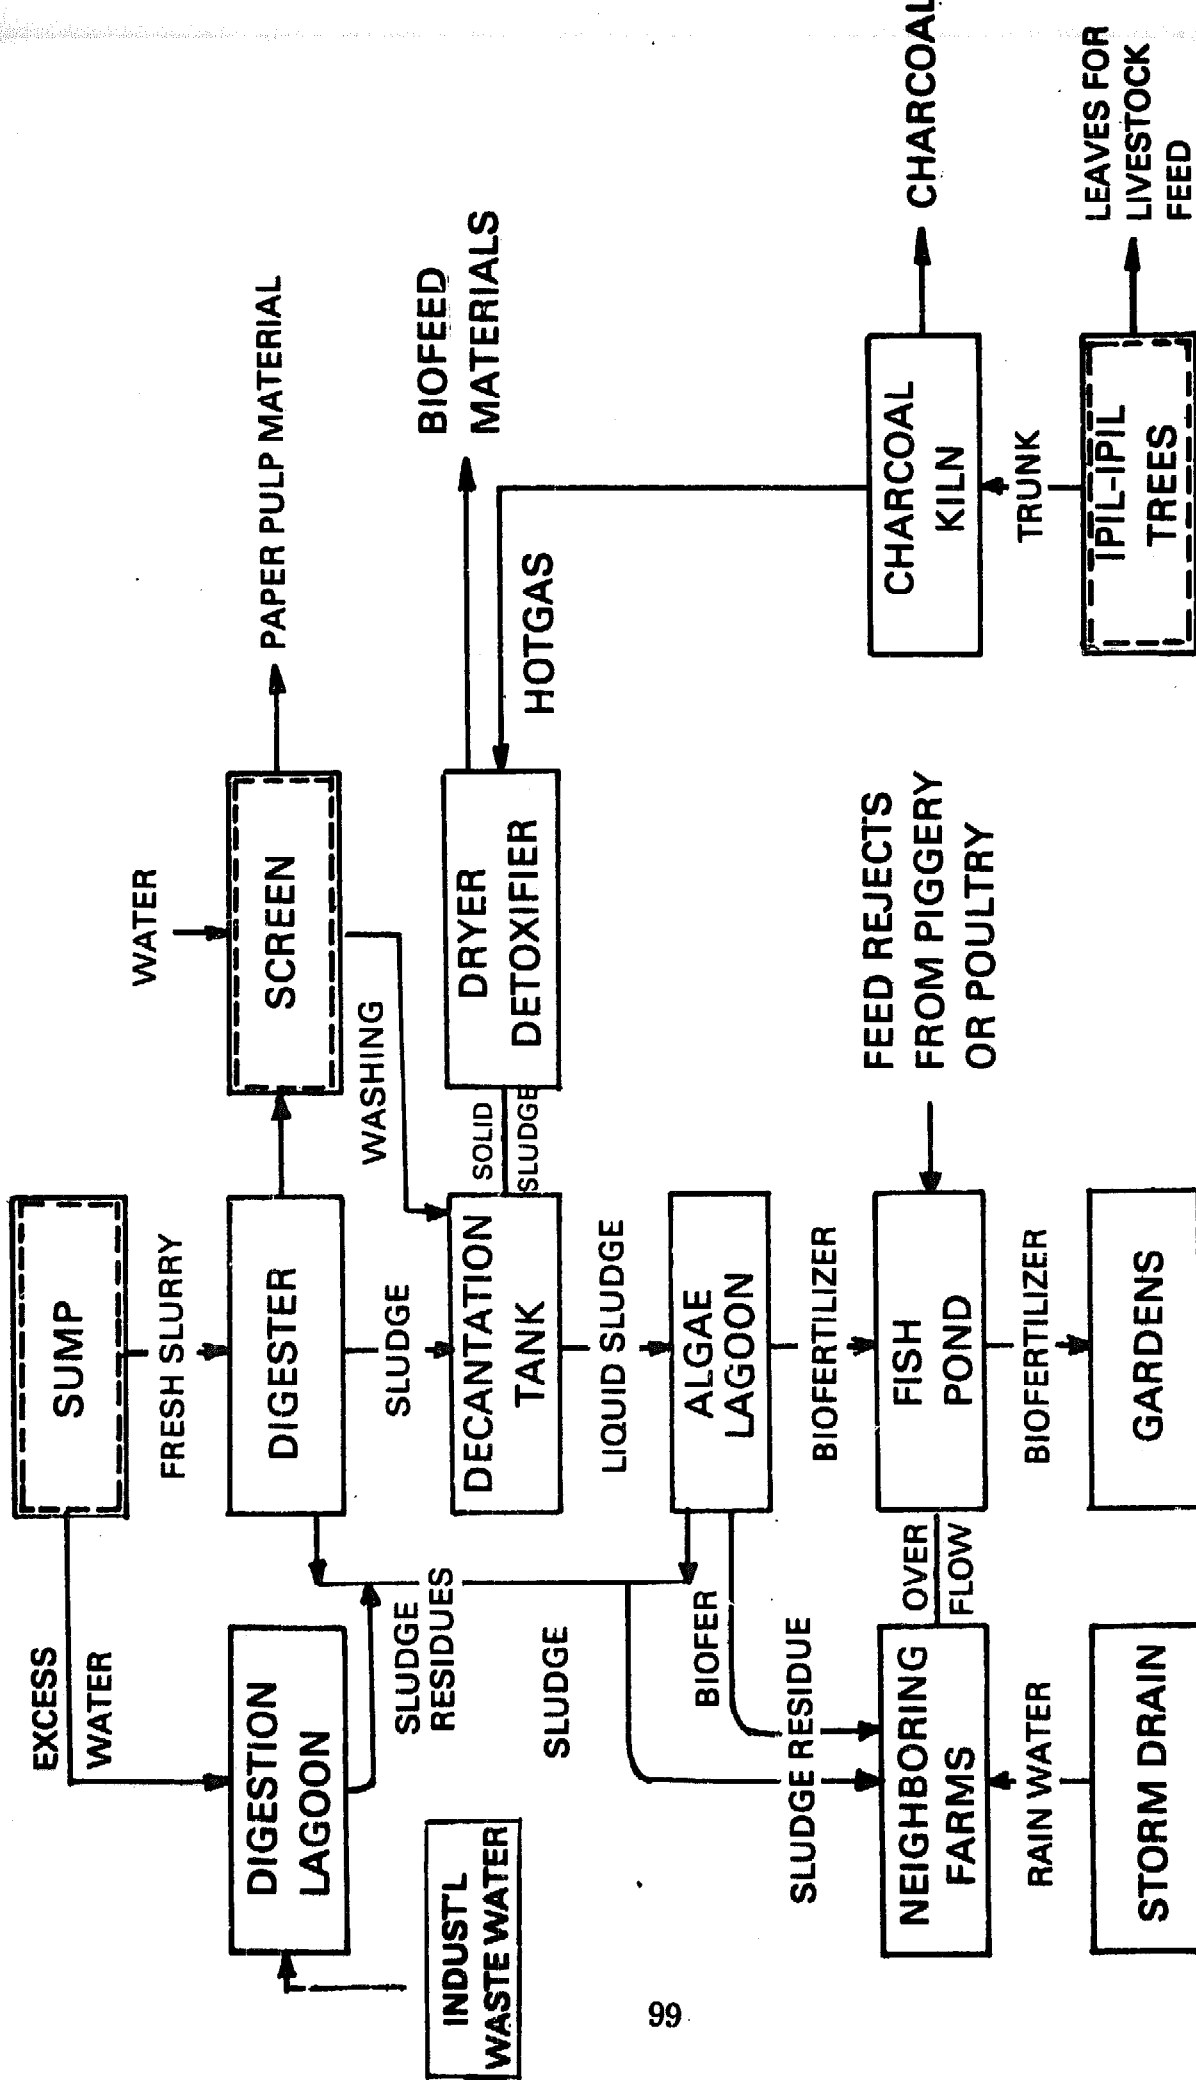 SUMP
EXCESS
WATER
FRESH SLURRY
WATER
DIGESTION
LAGOON
DIGESTER
SCREEN
PAPER PULP MATERIAL
INDUST'L
WASTE WATER
SLUDGE
RESIDUES
SLUDGE
WASHING
DECANTATION
TANK
SOLID
SLUDGE
DRYER
DETOXIFIER
BIOFEED
MATERIALS
HOTGAS
SLUDGE
LIQUID SLUDGE
ALGAE
LAGOON
BIOFER
SLUDGE RESIDUE
BIOFERTILIZER
FEED REJECTS
FROM PIGGERY
OR POULTRY
NEIGHBORING
FARMS
OVER
FLOW
FISH
POND
CHARCOAL
KILN
CHARCOAL
RAIN WATER
BIOFERTILIZER
TRUNK
STORM DRAIN
GARDENS
IPIL-IPIL
TREES
LEAVES FOR
LIVESTOCK
FEED
99